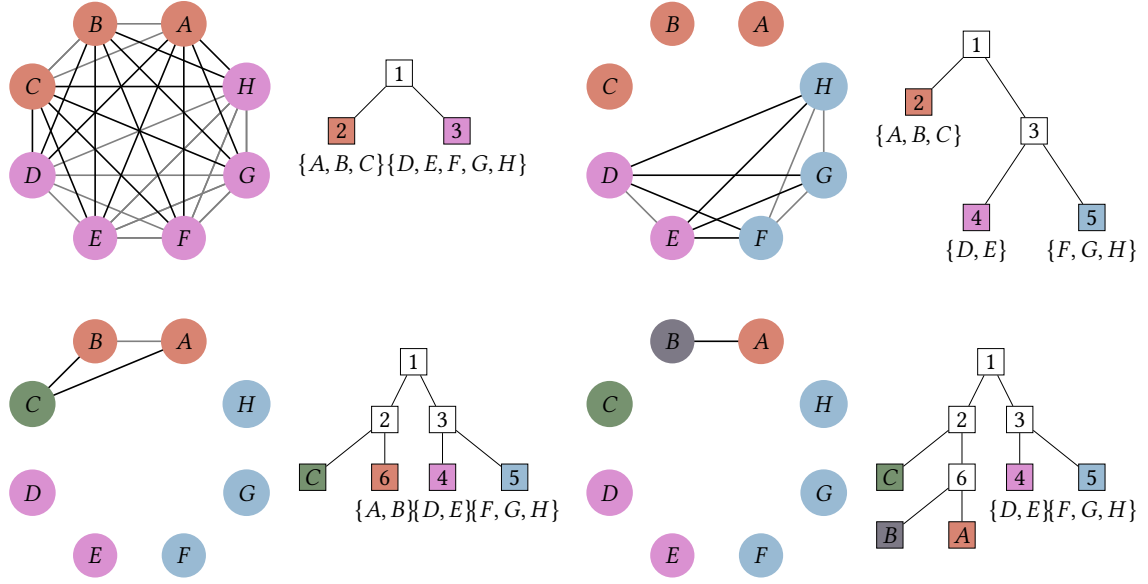 B A
C H
D G
E F
1
2 3
{A, B, C}{D, E, F, G, H}
B A
C H
D G
E F
1
2
{A, B, C}
3
4 5
{D, E} {F, G, H}
B A
C H
D G
E F
1
2 3
C 6 4 5
{A, B}{D, E}{F, G, H}
B A
C H
D G
E F
1
2 3
C 6 4 5
{D, E}{F, G, H}
B A